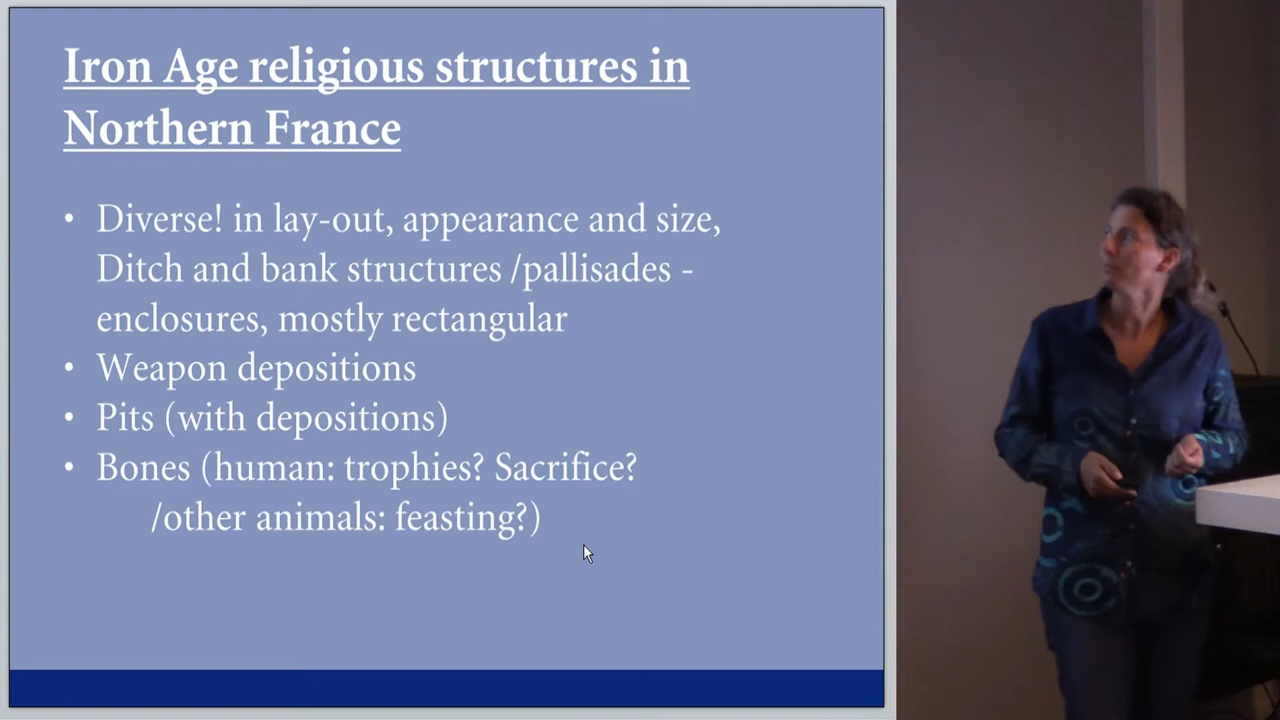 Iron Age religious structures in
Northern France
• Diverse! in lay-out, appearance and size,
Ditch and bank structures /pallisades -
enclosures, mostly rectangular
• Weapon depositions
• Pits (with depositions)
• Bones (human: trophies? Sacrifice?
/other animals: feasting?)